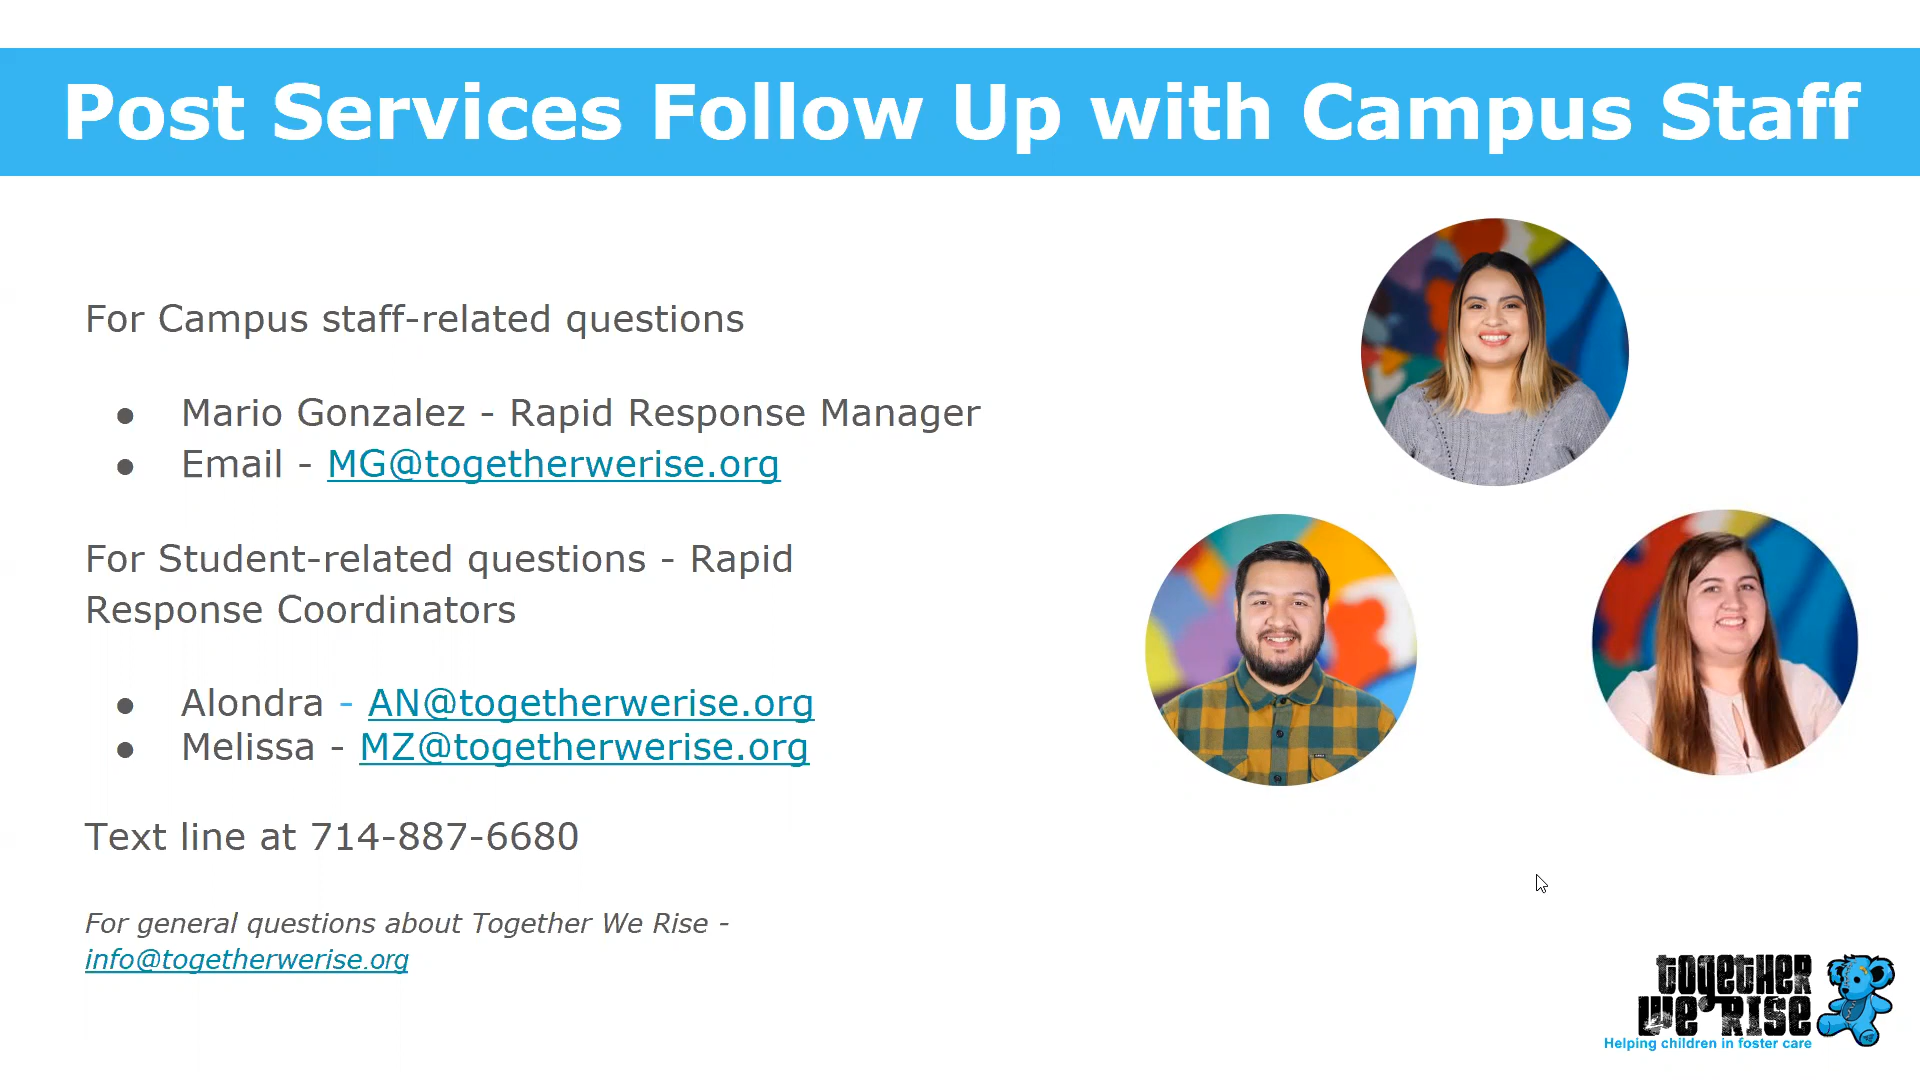 Post Services Follow Up with Campus Staff
For Campus staff-related questions
● Mario Gonzalez - Rapid Response Manager
● Email - MG@togetherwerise.org
For Student-related questions - Rapid
Response Coordinators
● Alondra - AN@togetherwerise.org
● Melissa - MZ@togetherwerise.org
Text line at 714-887-6680
For general questions about Together We Rise -
info@togetherwerise.org
together
we rise
Helping children in foster care